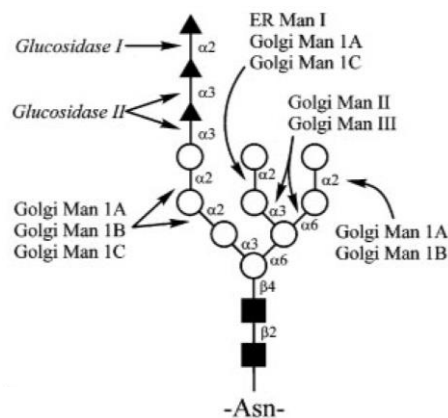 Glucosidase I
α2
α3
Glucosidase II
α3
ER Man I
Golgi Man 1A
Golgi Man 1C
Golgi Man II
Golgi Man III
α2
α2
α2
α2
α3
α6
Golgi Man 1A
Golgi Man 1B
Golgi Man 1C
α3
α6
Golgi Man 1A
Golgi Man 1B
β4
β2
-Asn-